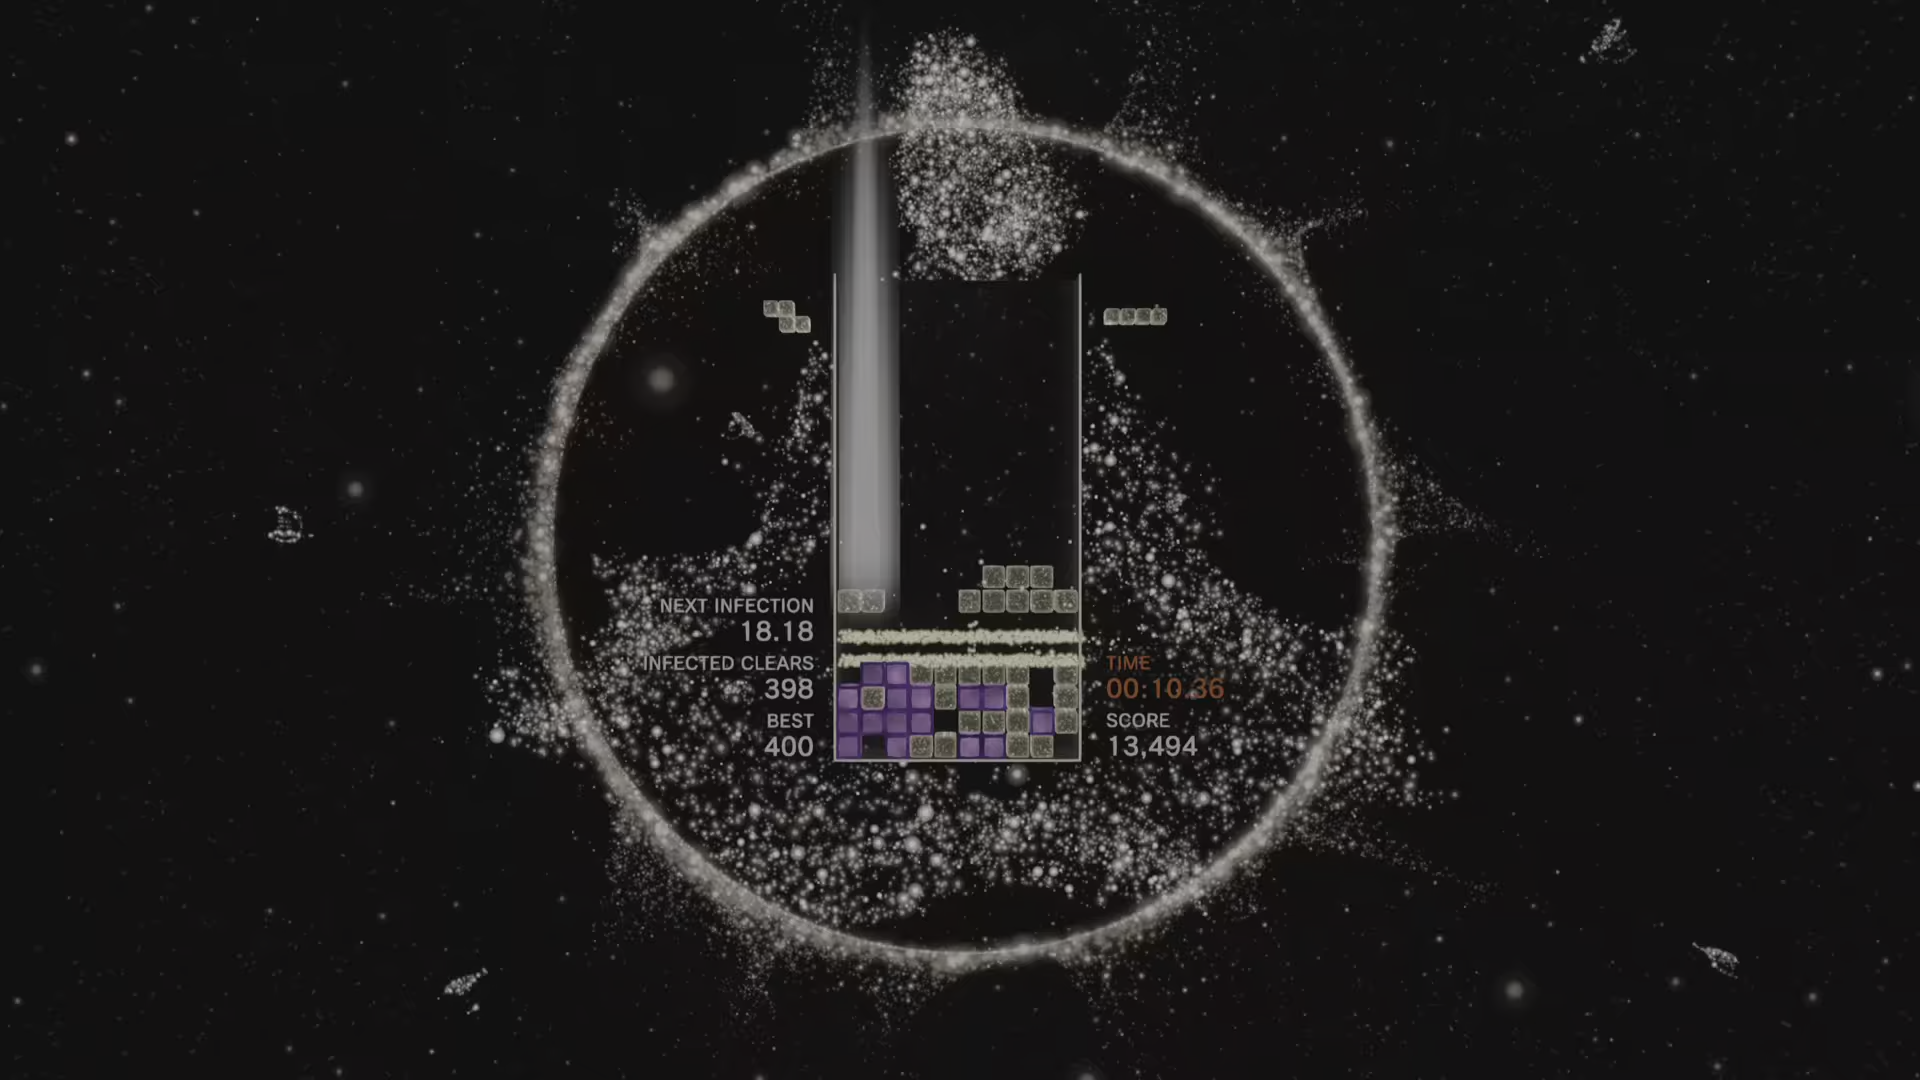 NEXT INFECTION
18.18
INFECTED CLEARS
398
BEST
400
TIME
00:10.36
SCORE
13,494